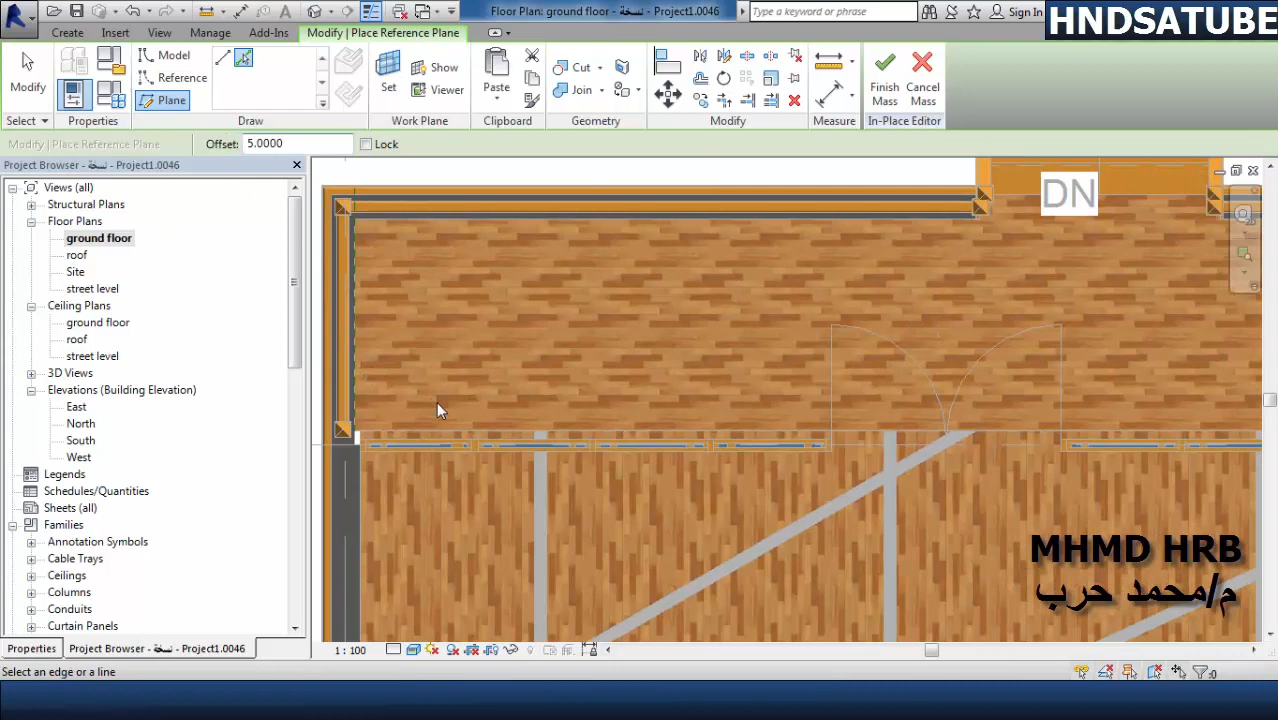 Floor Plan: ground floor - نسخة - Project1.0046
Type a keyword or phrase
Sign In
HNDSATUBE
Create
Insert
View
Manage
Add-Ins
Modify | Place Reference Plane
Modify
Select
Properties
Model
Reference
Plane
Draw
Set
Show
Viewer
Work Plane
Paste
Clipboard
Cut
Join
Geometry
Modify
Measure
Finish Mass
Cancel Mass
In-Place Editor
Modify | Place Reference Plane
Offset: 5.0000
Lock
Project Browser - نسخة - Project1.0046
Views (all)
Structural Plans
Floor Plans
ground floor
roof
Site
street level
Ceiling Plans
ground floor
roof
street level
3D Views
Elevations (Building Elevation)
East
North
South
West
Legends
Schedules/Quantities
Sheets (all)
Families
Annotation Symbols
Cable Trays
Ceilings
Columns
Conduits
Curtain Panels
DN
MHMD HRB
م/محمد حرب
Properties
Project Browser - نسخة - Project1.0046
1 : 100
Select an edge or a line
:0